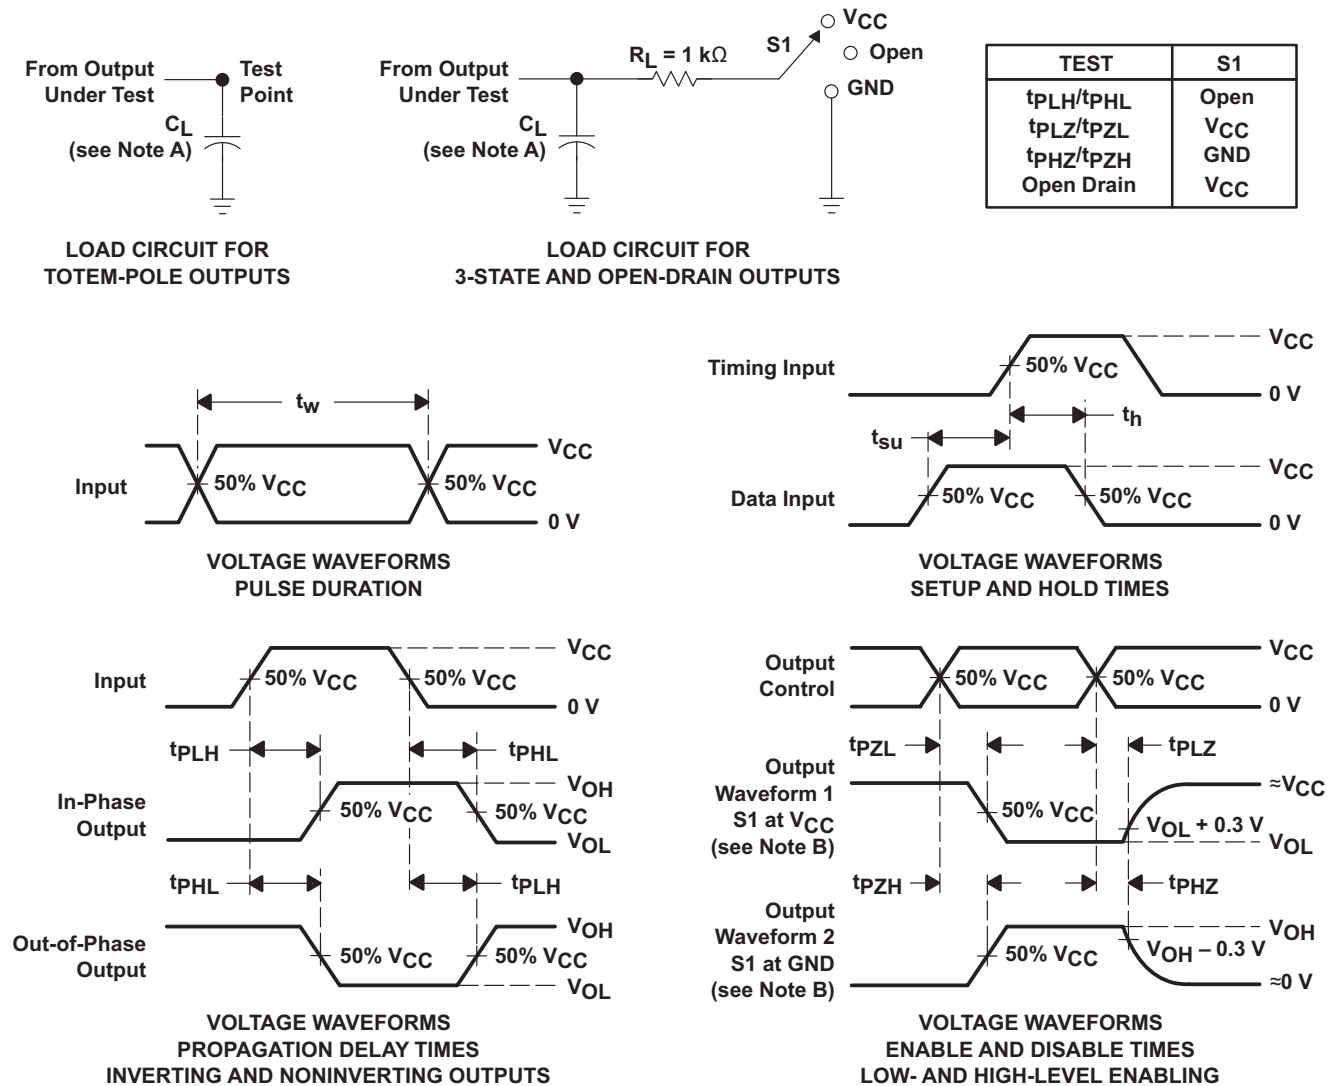 From Output
Under Test
Test
Point
CL
(see Note A)
LOAD CIRCUIT FOR
TOTEM-POLE OUTPUTS
From Output
Under Test
RL = 1 kΩ
S1
VCC
Open
GND
CL
(see Note A)
LOAD CIRCUIT FOR
3-STATE AND OPEN-DRAIN OUTPUTS
TEST S1
tPLH/tPHL Open
tPLZ/tPZL VCC
tPHZ/tPZH GND
Open Drain VCC
tw
Input
50% VCC
50% VCC
VCC
0 V
VOLTAGE WAVEFORMS
PULSE DURATION
Timing Input
50% VCC
VCC
0 V
tsu
th
Data Input
50% VCC
50% VCC
VCC
0 V
VOLTAGE WAVEFORMS
SETUP AND HOLD TIMES
Input
50% VCC
50% VCC
VCC
0 V
tPLH
tPHL
In-Phase
Output
50% VCC
50% VCC
VOH
VOL
tPHL
tPLH
Out-of-Phase
Output
50% VCC
50% VCC
VOH
VOL
VOLTAGE WAVEFORMS
PROPAGATION DELAY TIMES
INVERTING AND NONINVERTING OUTPUTS
Output
Control
50% VCC
50% VCC
VCC
0 V
tPZL
tPLZ
Output
Waveform 1
S1 at VCC
(see Note B)
50% VCC
VOL + 0.3 V
≈VCC
VOL
tPZH
tPHZ
Output
Waveform 2
S1 at GND
(see Note B)
50% VCC
VOH – 0.3 V
VOH
≈0 V
VOLTAGE WAVEFORMS
ENABLE AND DISABLE TIMES
LOW- AND HIGH-LEVEL ENABLING